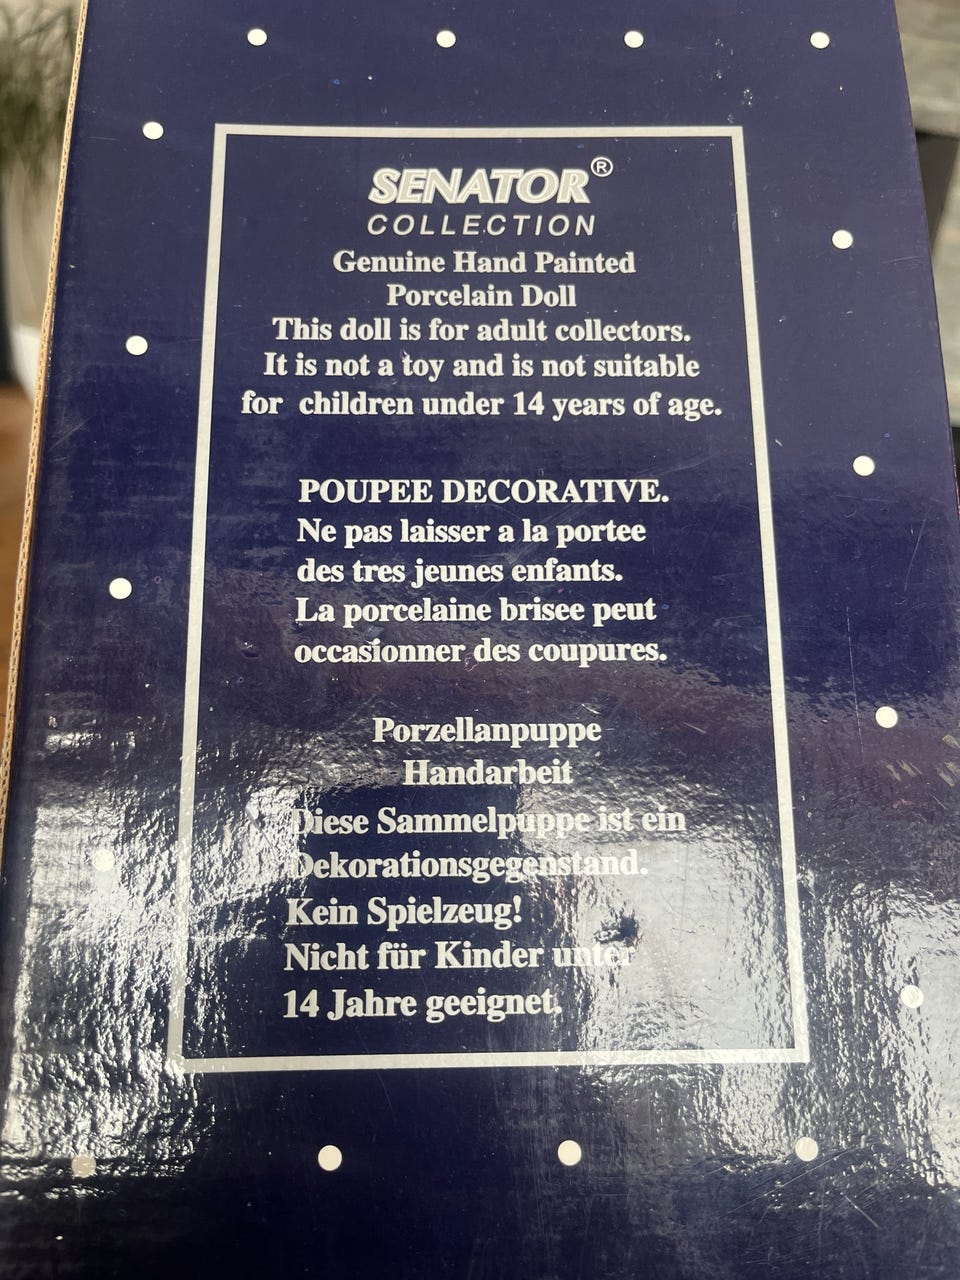 SENATOR®
COLLECTION
Genuine Hand Painted
Porcelain Doll
This doll is for adult collectors.
It is not a toy and is not suitable
for children under 14 years of age.
POUPEE DECORATIVE.
Ne pas laisser a la portee
des tres jeunes enfants.
La porcelaine brisee peut
occasionner des coupures.
Porzellanpuppe
Handarbeit
Diese Sammelpuppe ist ein
Dekorationsgegenstand.
Kein Spielzeug!
Nicht für Kinder unter
14 Jahre geeignet.